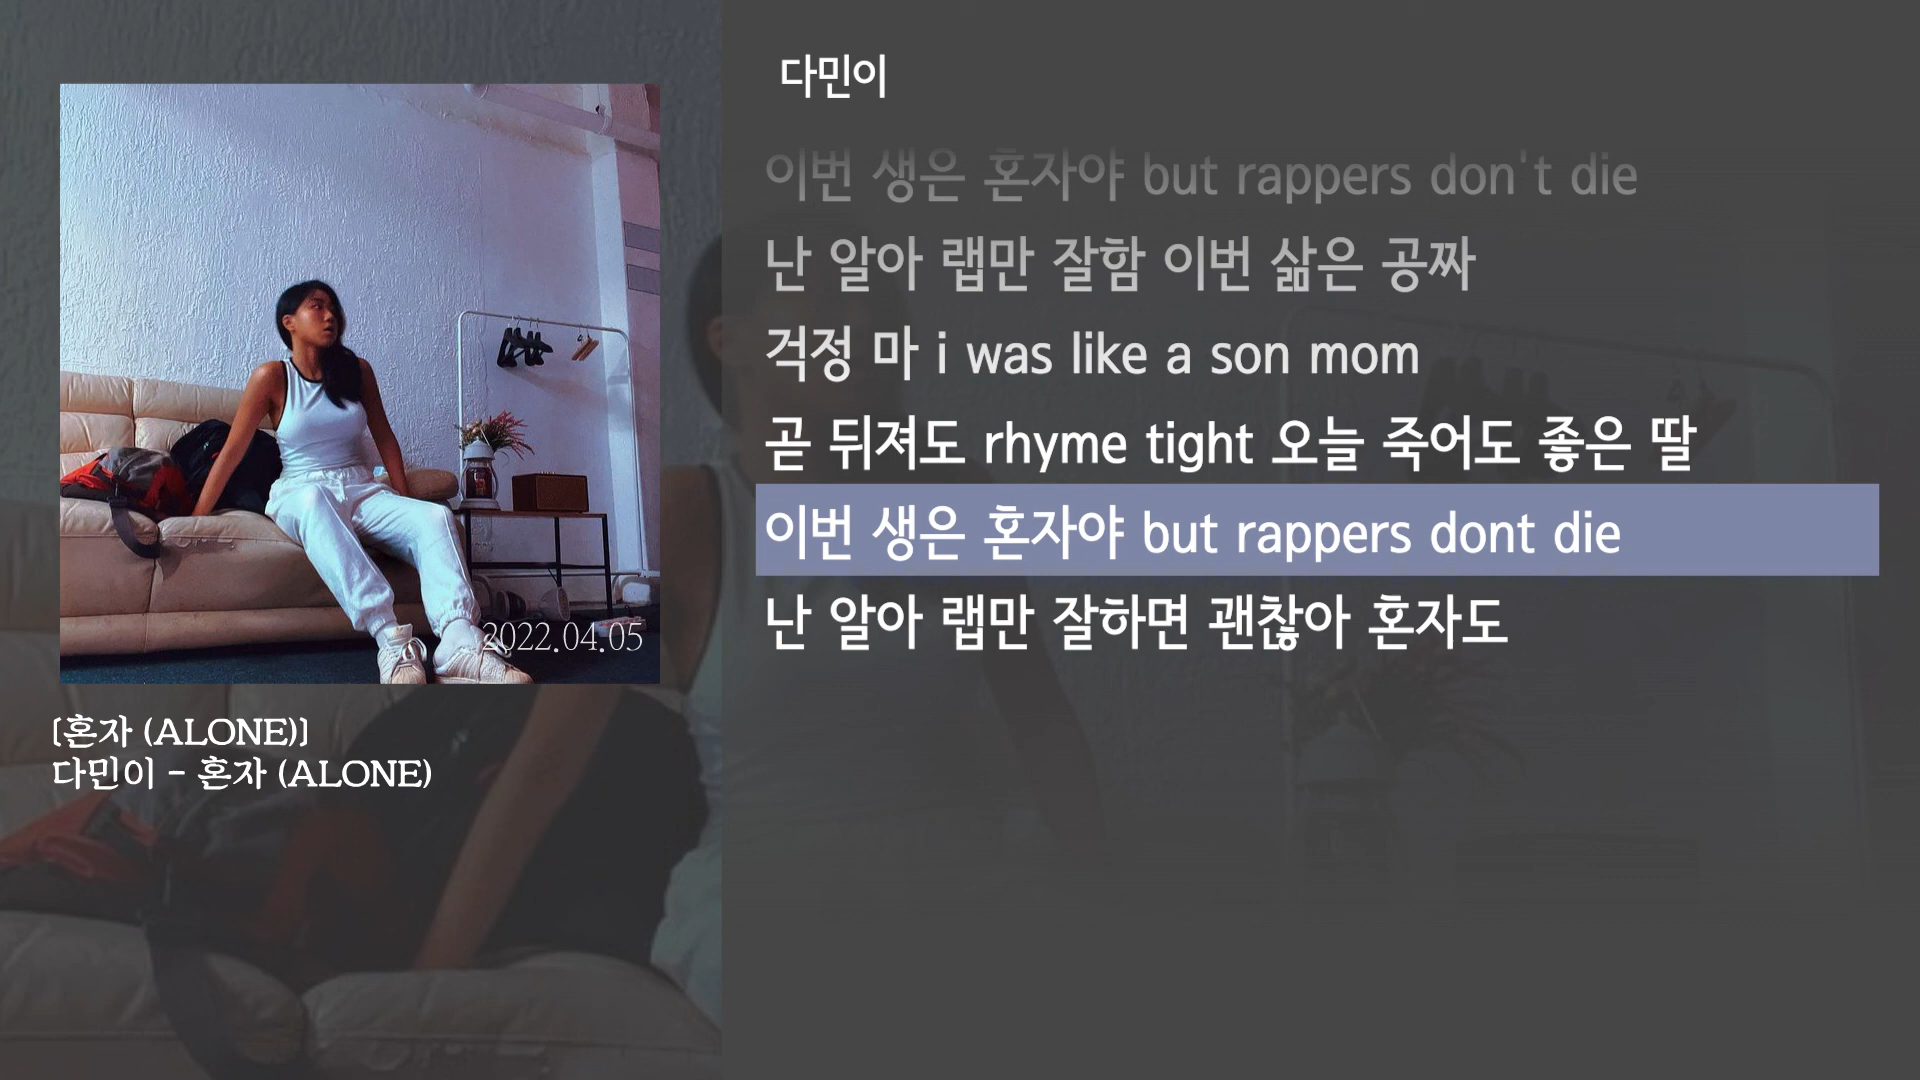 다민이
이번 생은 혼자야 but rappers don't die
난 알아 랩만 잘함 이번 삶은 공짜
걱정 마 i was like a son mom
곧 뒤져도 rhyme tight 오늘 죽어도 좋은 딸
이번 생은 혼자야 but rappers dont die
난 알아 랩만 잘하면 괜찮아 혼자도
2022.04.05
[혼자 (ALONE)]
다민이 - 혼자 (ALONE)